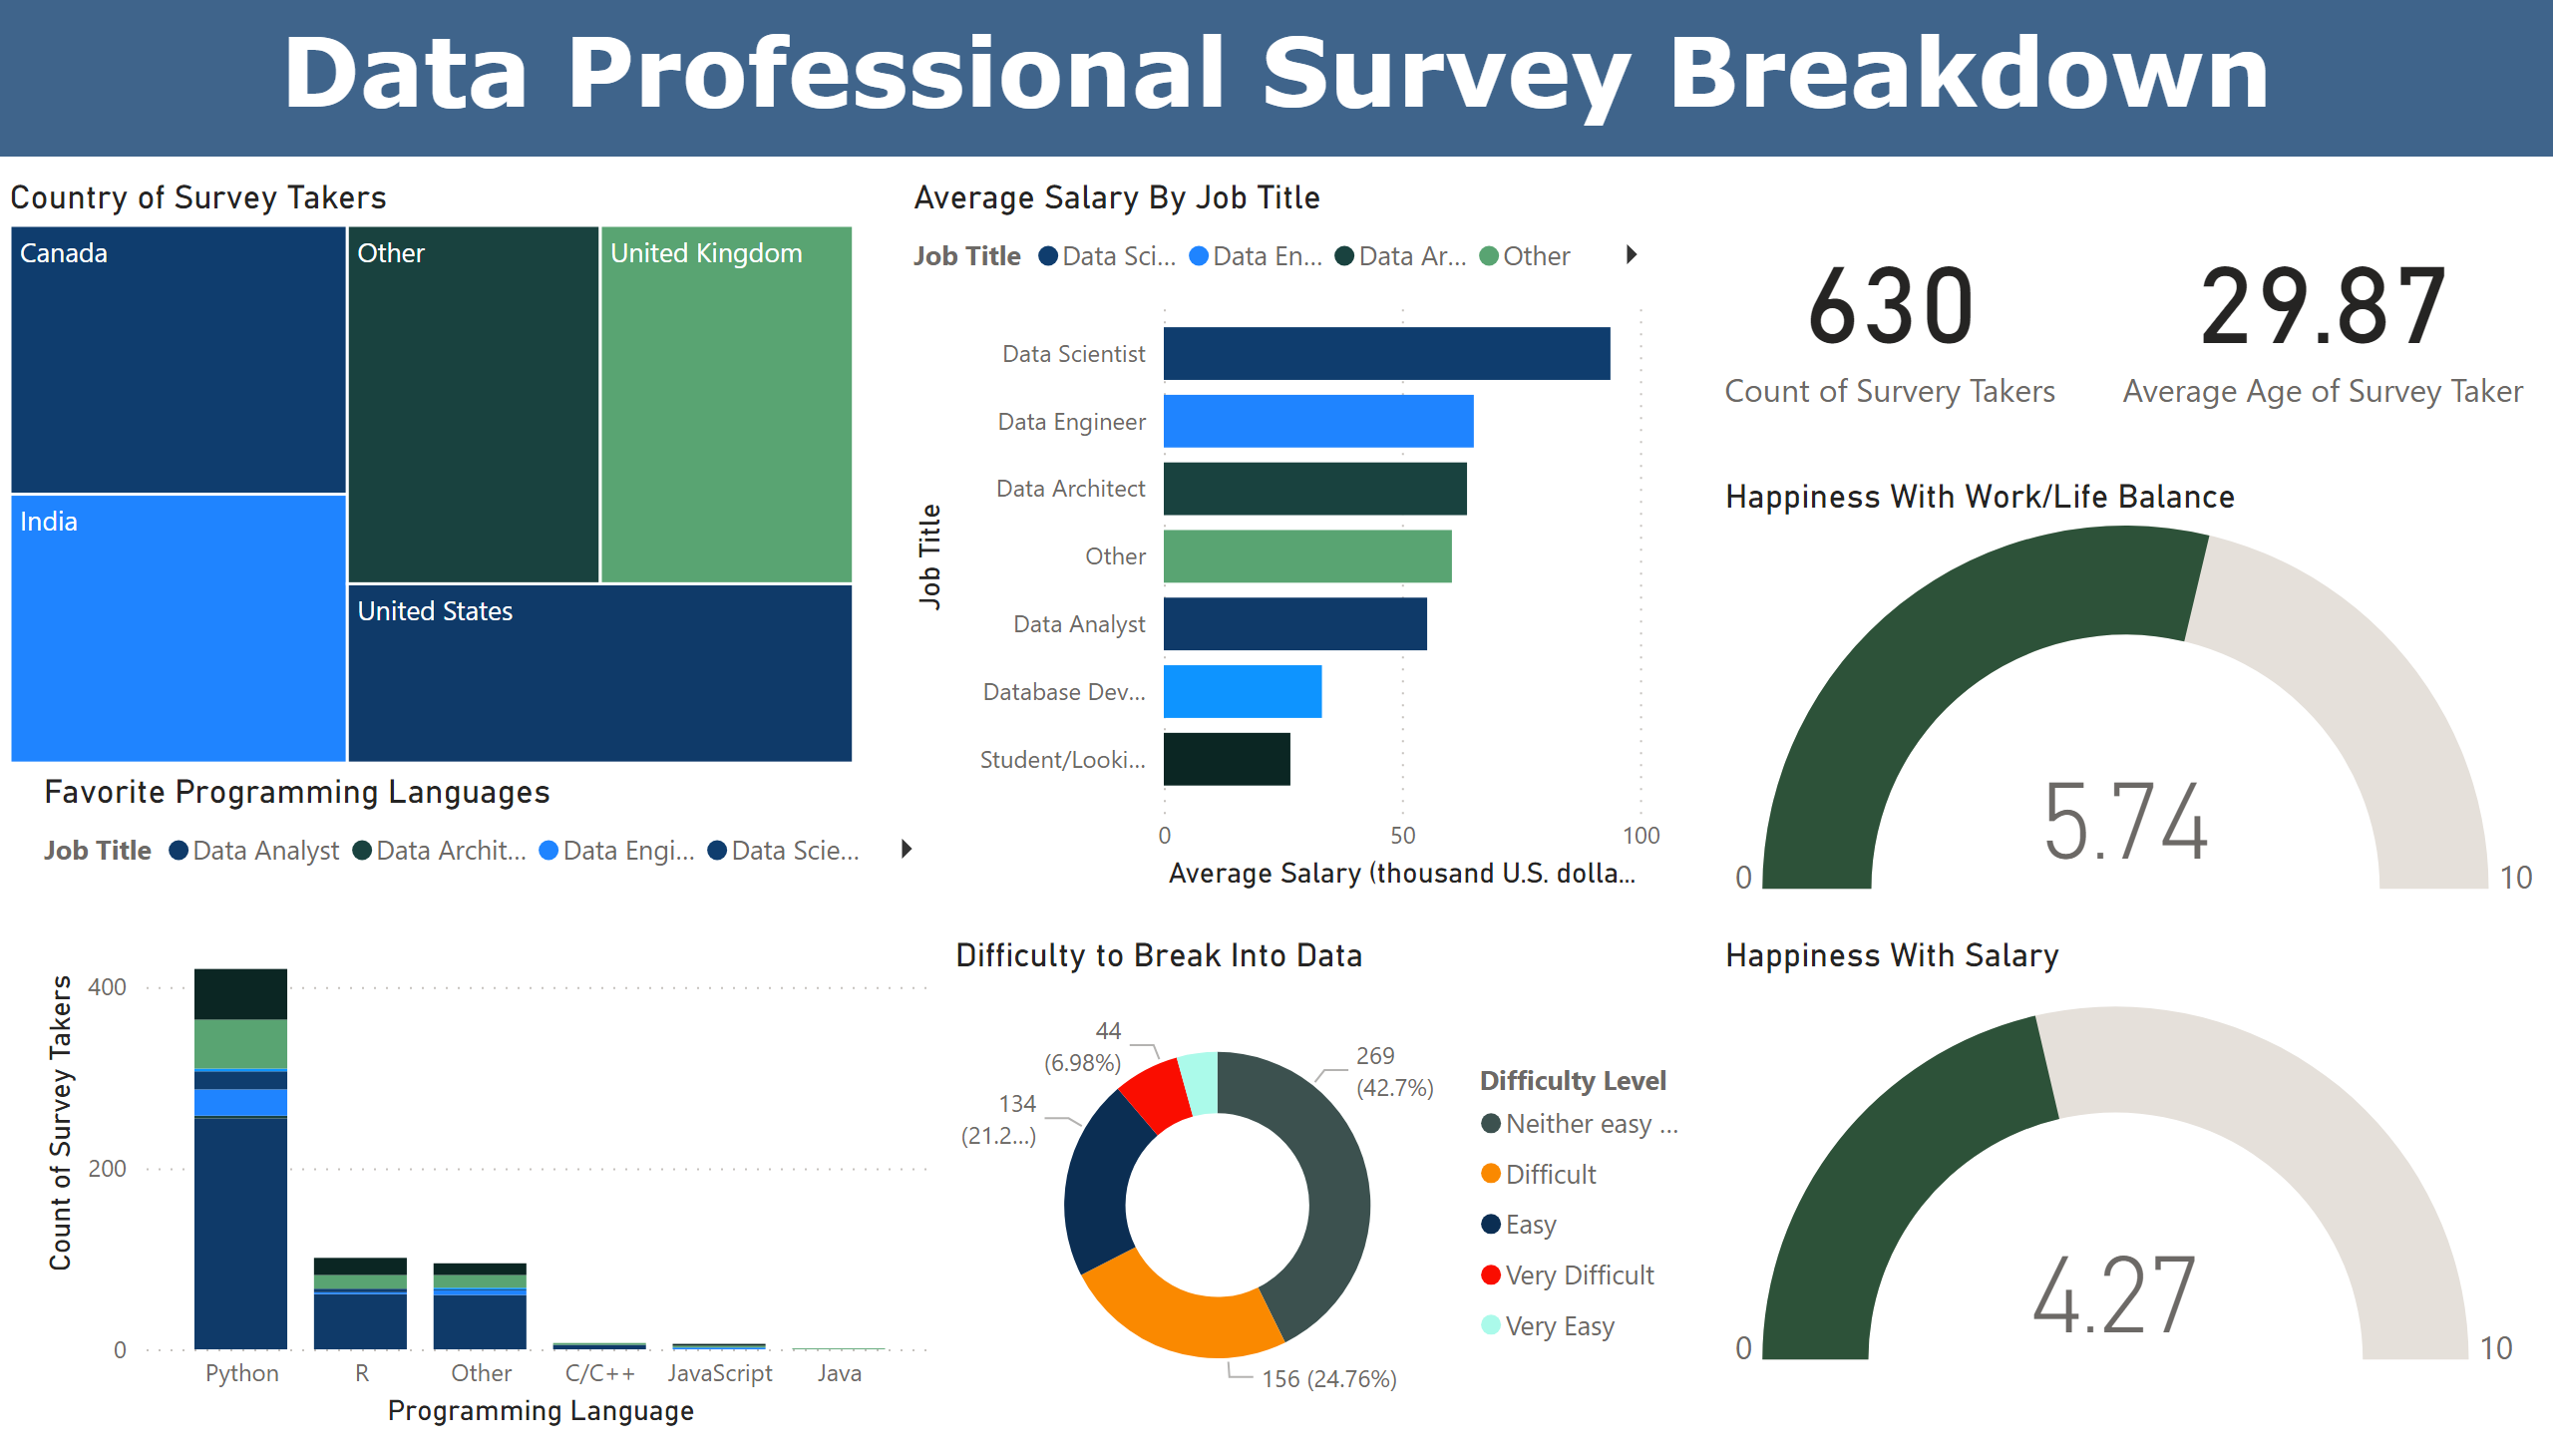 Data Professional Survey Breakdown
Country of Survey Takers
Canada
Other
United Kingdom
India
United States
Average Salary By Job Title
Job Title Data Sci... Data En... Data Ar... Other
Job Title
Data Scientist
Data Engineer
Data Architect
Other
Data Analyst
Database Dev...
Student/Looki...
0 50 100
Average Salary (thousand U.S. dolla...
630
Count of Survery Takers
29.87
Average Age of Survey Taker
Happiness With Work/Life Balance
5.74
0 10
Favorite Programming Languages
Job Title Data Analyst Data Archit... Data Engi... Data Scie...
Count of Survey Takers
400
200
0
Python R Other C/C++ JavaScript Java
Programming Language
Difficulty to Break Into Data
44
(6.98%)
269
(42.7%)
134
(21.2...)
156 (24.76%)
Difficulty Level
Neither easy ...
Difficult
Easy
Very Difficult
Very Easy
Happiness With Salary
4.27
0 10